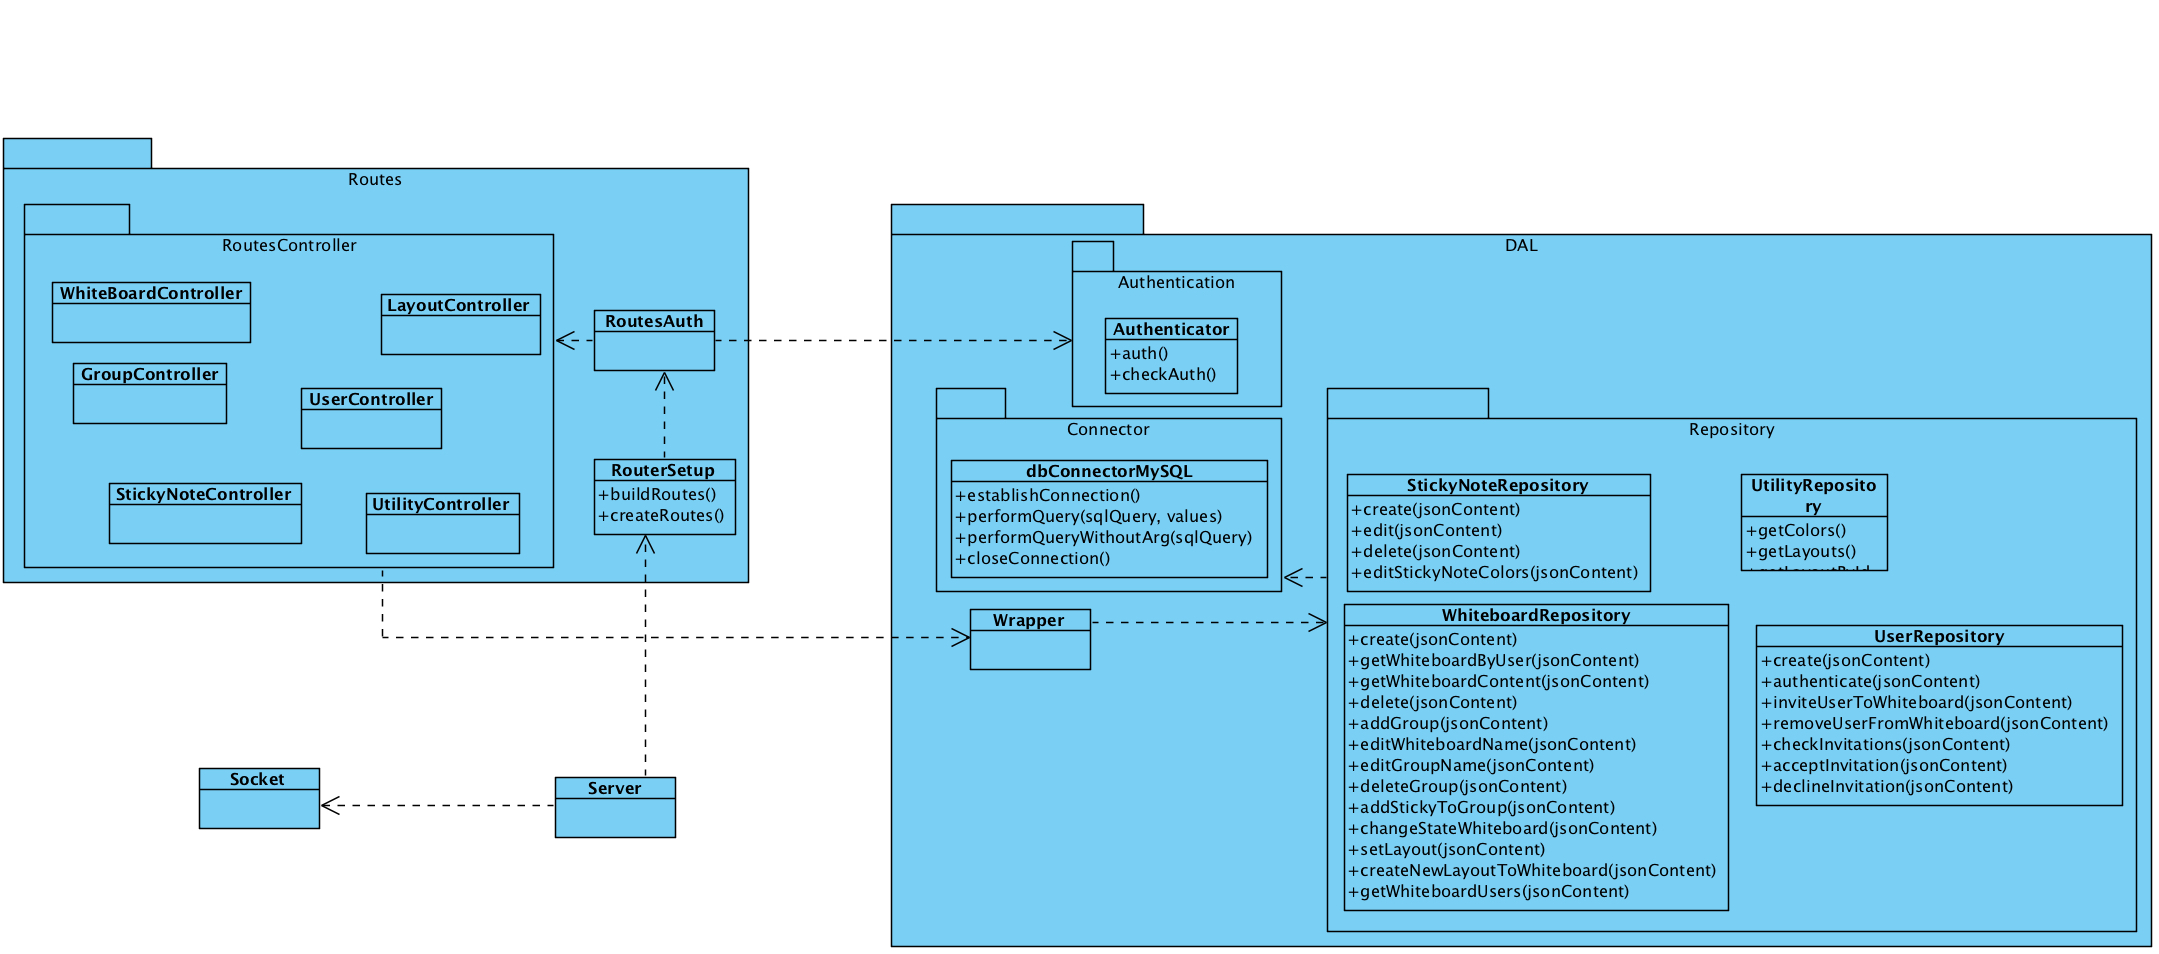 Routes
RoutesController
WhiteBoardController
LayoutController
GroupController
UserController
StickyNoteController
UtilityController
RoutesAuth
RouterSetup
+buildRoutes()
+createRoutes()
Socket
Server
DAL
Authentication
Authenticator
+auth()
+checkAuth()
Connector
dbConnectorMySQL
+establishConnection()
+performQuery(sqlQuery, values)
+performQueryWithoutArg(sqlQuery)
+closeConnection()
Wrapper
Repository
StickyNoteRepository
+create(jsonContent)
+edit(jsonContent)
+delete(jsonContent)
+editStickyNoteColors(jsonContent)
UtilityReposito
ry
+getColors()
+getLayouts()
WhiteboardRepository
+create(jsonContent)
+getWhiteboardByUser(jsonContent)
+getWhiteboardContent(jsonContent)
+delete(jsonContent)
+addGroup(jsonContent)
+editWhiteboardName(jsonContent)
+editGroupName(jsonContent)
+deleteGroup(jsonContent)
+addStickyToGroup(jsonContent)
+changeStateWhiteboard(jsonContent)
+setLayout(jsonContent)
+createNewLayoutToWhiteboard(jsonContent)
+getWhiteboardUsers(jsonContent)
UserRepository
+create(jsonContent)
+authenticate(jsonContent)
+inviteUserToWhiteboard(jsonContent)
+removeUserFromWhiteboard(jsonContent)
+checkInvitations(jsonContent)
+acceptInvitation(jsonContent)
+declineInvitation(jsonContent)